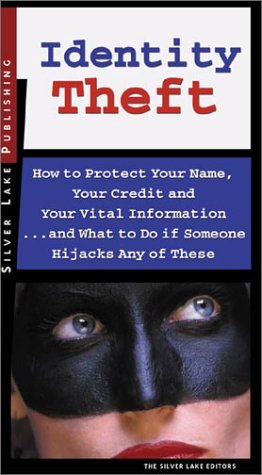 SILVER LAKE PUBLISHING
Identity
Theft
How to Protect Your Name,
Your Credit and
Your Vital Information
...and What to Do if Someone
Hijacks Any of These
THE SILVER LAKE EDITORS